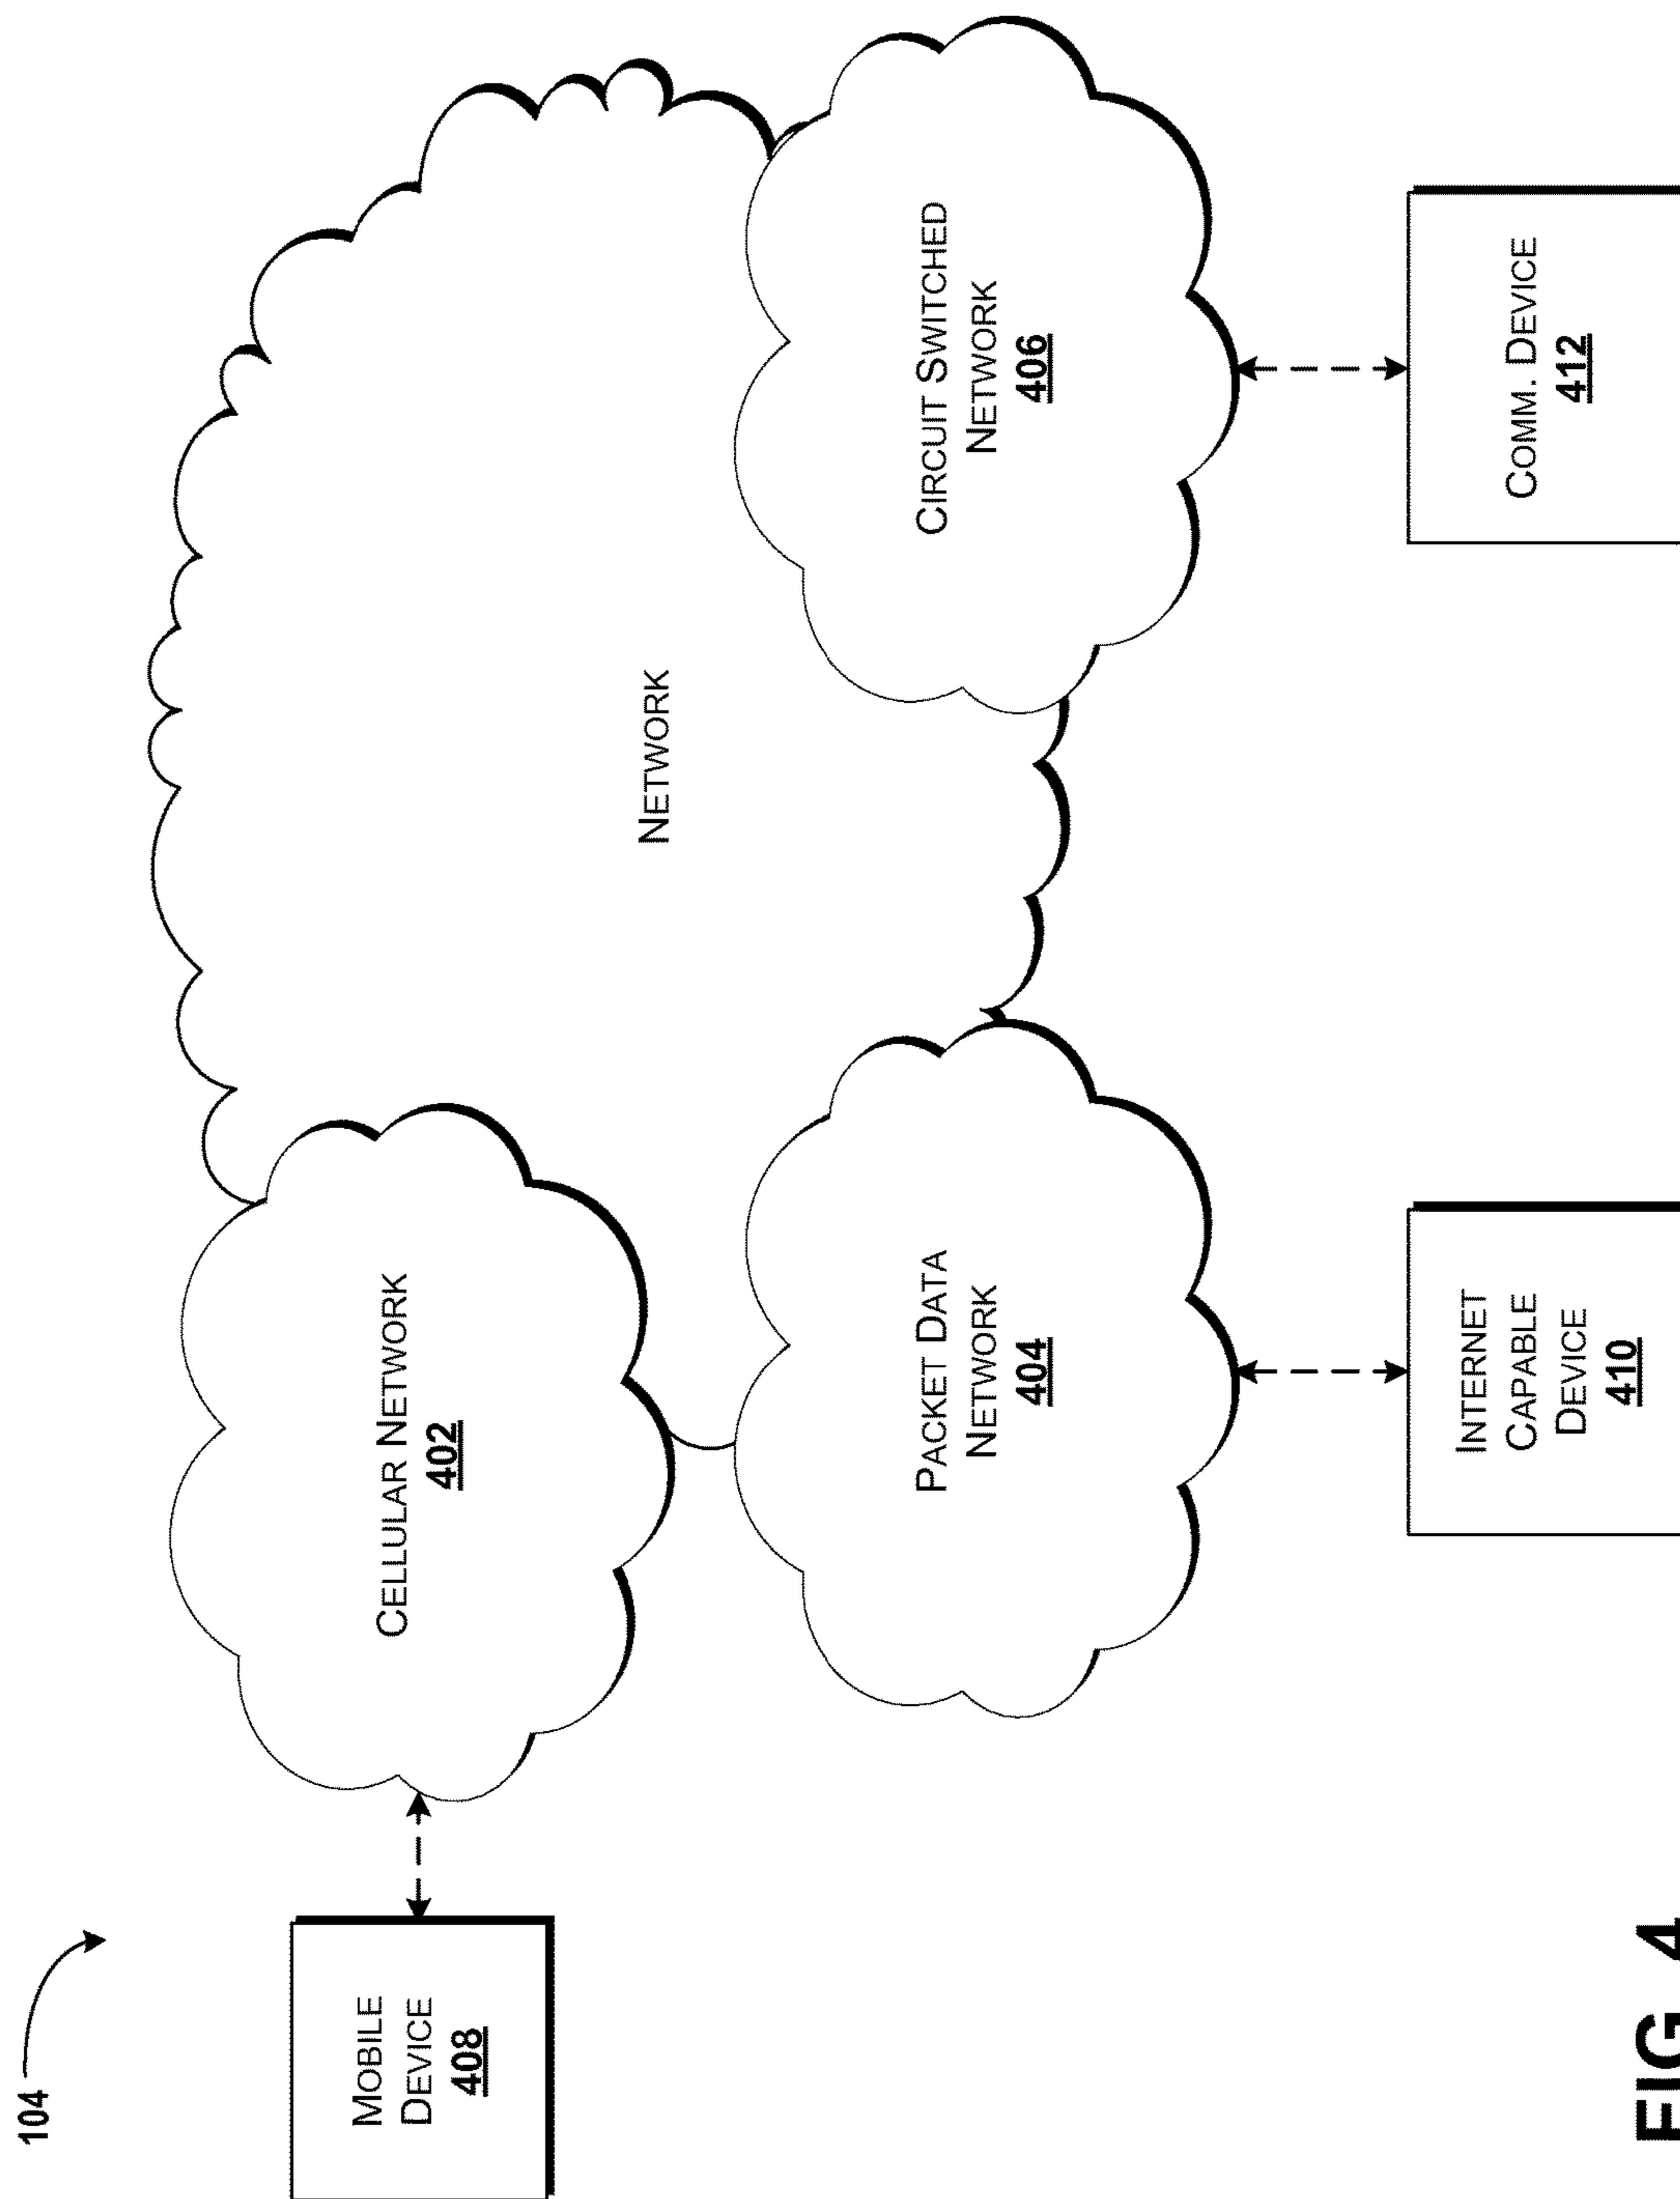 104
MOBILE
DEVICE
408
CELLULAR NETWORK
402
NETWORK
PACKET DATA
NETWORK
404
CIRCUIT SWITCHED
NETWORK
406
INTERNET
CAPABLE
DEVICE
410
COMM. DEVICE
412
FIG. 4